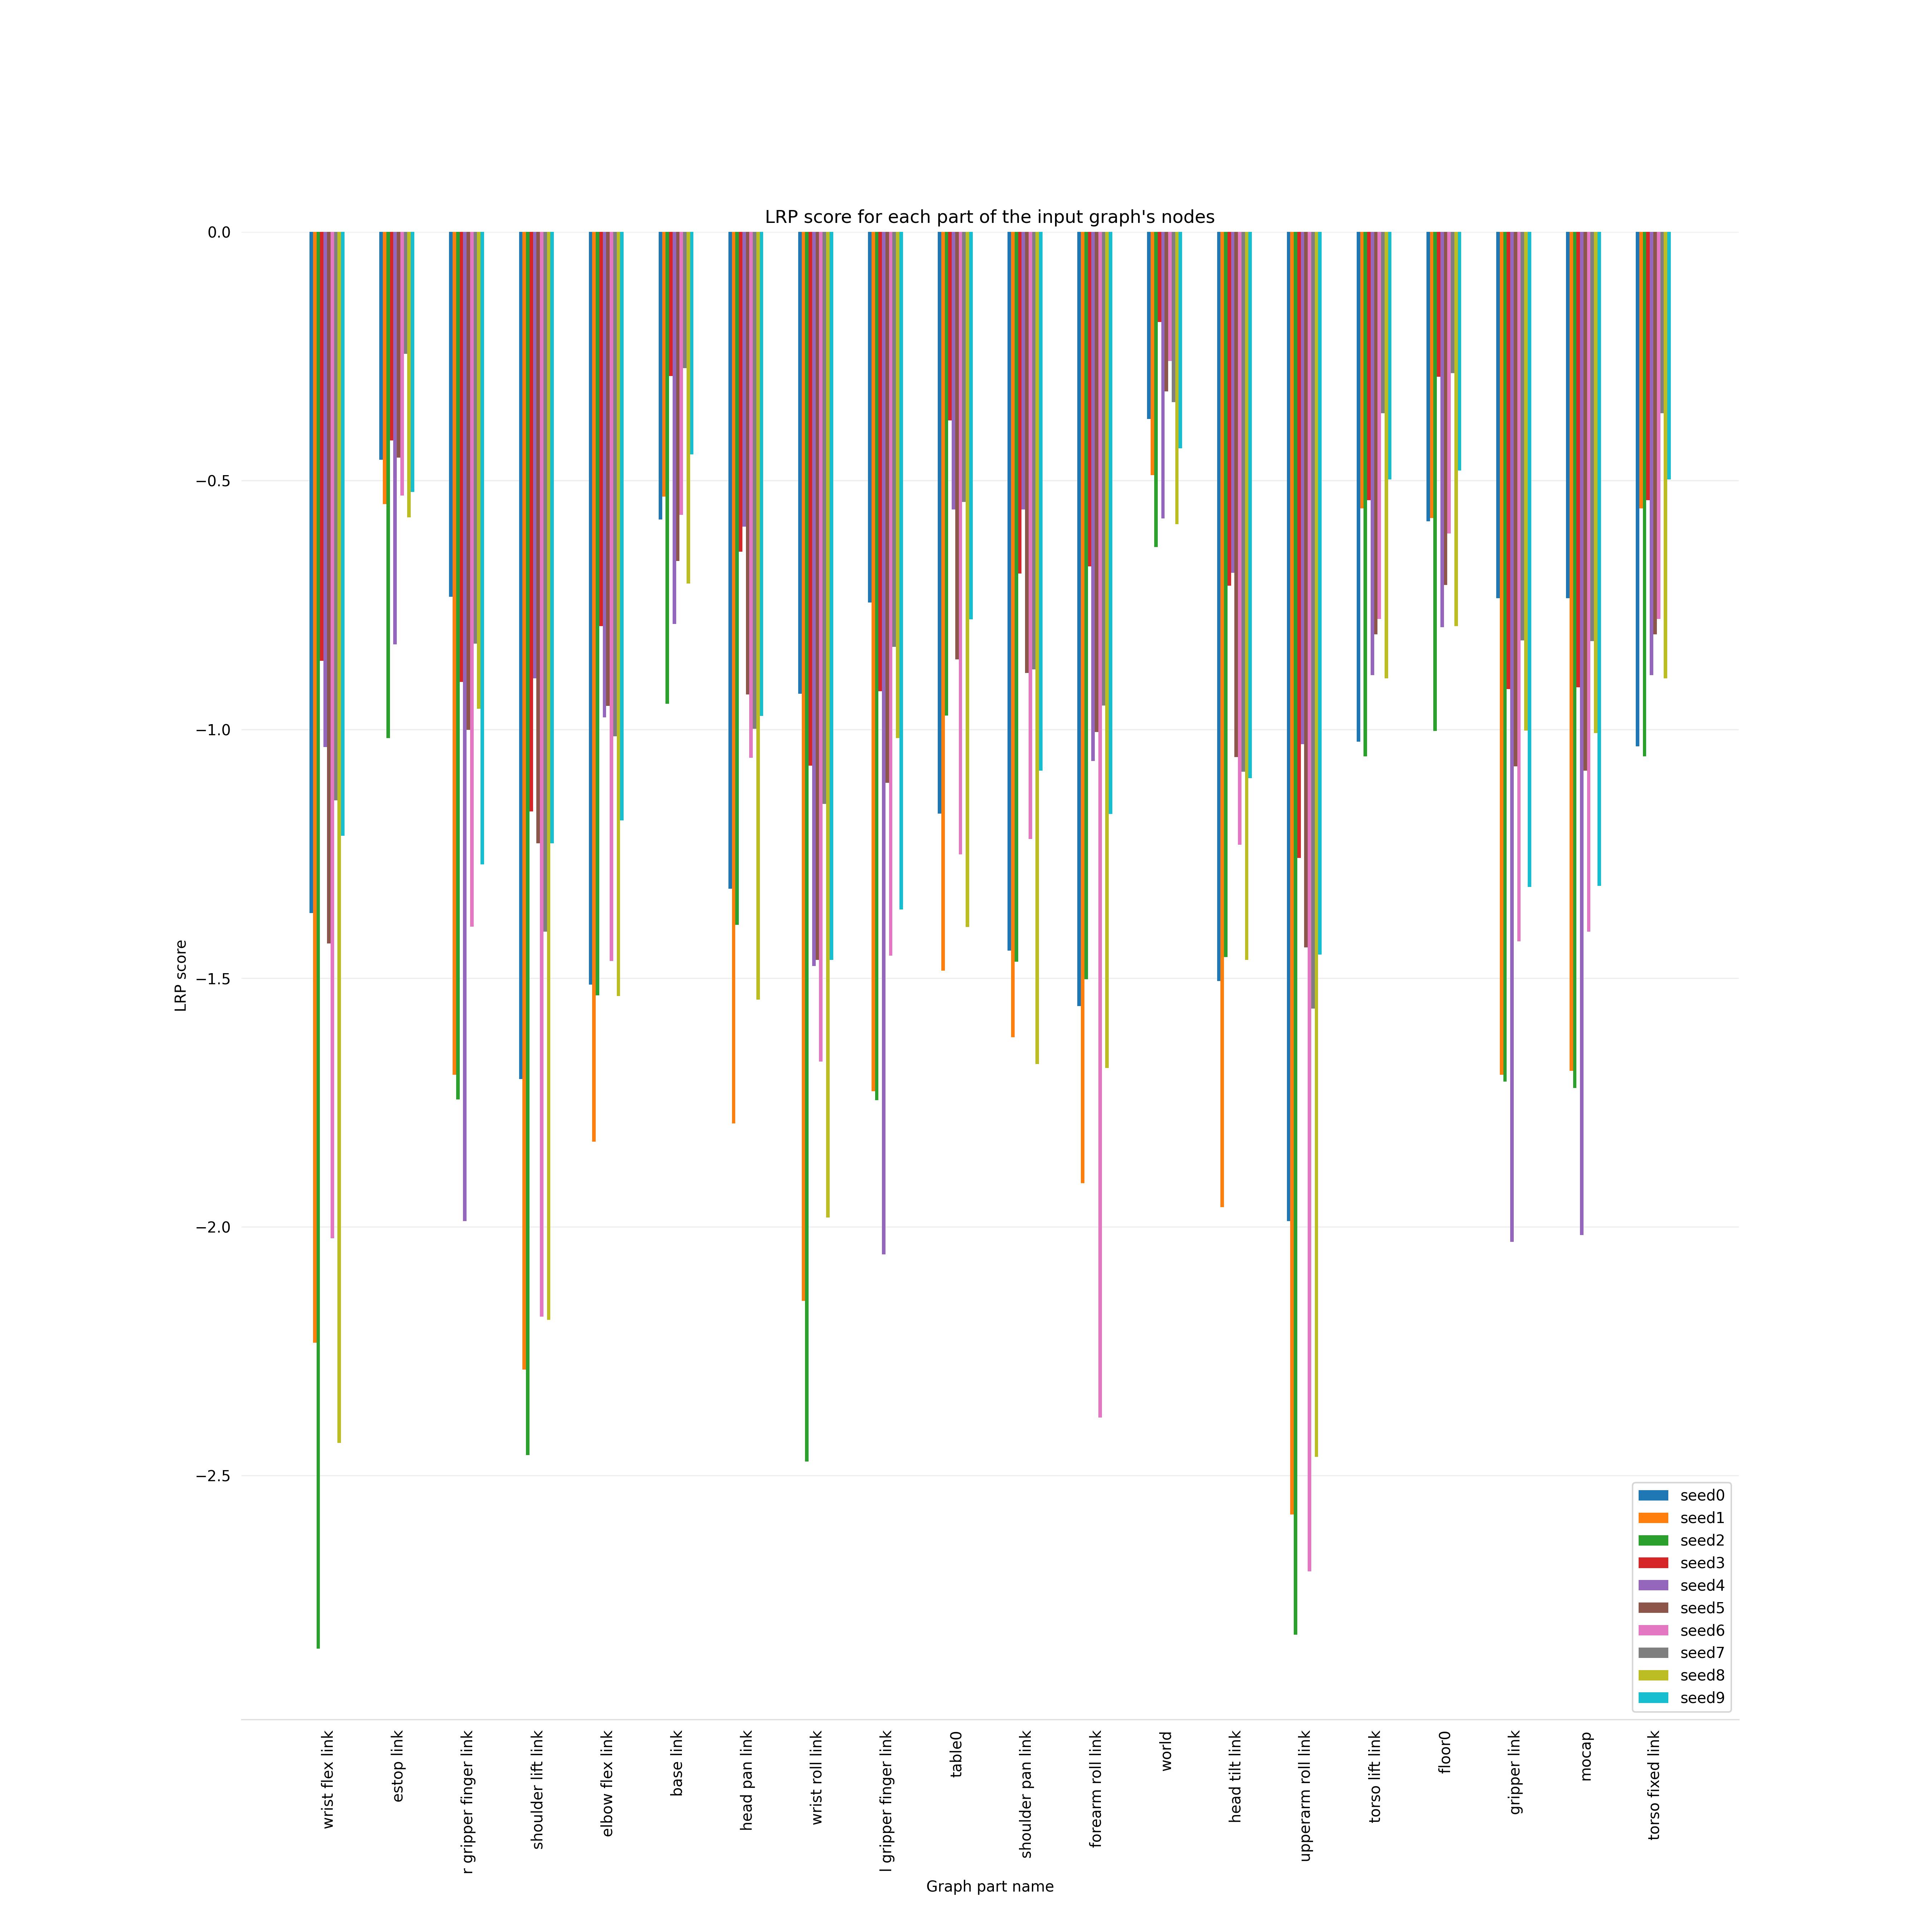 LRP score for each part of the input graph's nodes
0.0
−0.5
−1.0
−1.5
−2.0
−2.5
LRP score
wrist flex link
estop link
r gripper finger link
shoulder lift link
elbow flex link
base link
head pan link
wrist roll link
l gripper finger link
table0
shoulder pan link
forearm roll link
world
head tilt link
upperarm roll link
torso lift link
floor0
gripper link
mocap
torso fixed link
Graph part name
seed0
seed1
seed2
seed3
seed4
seed5
seed6
seed7
seed8
seed9